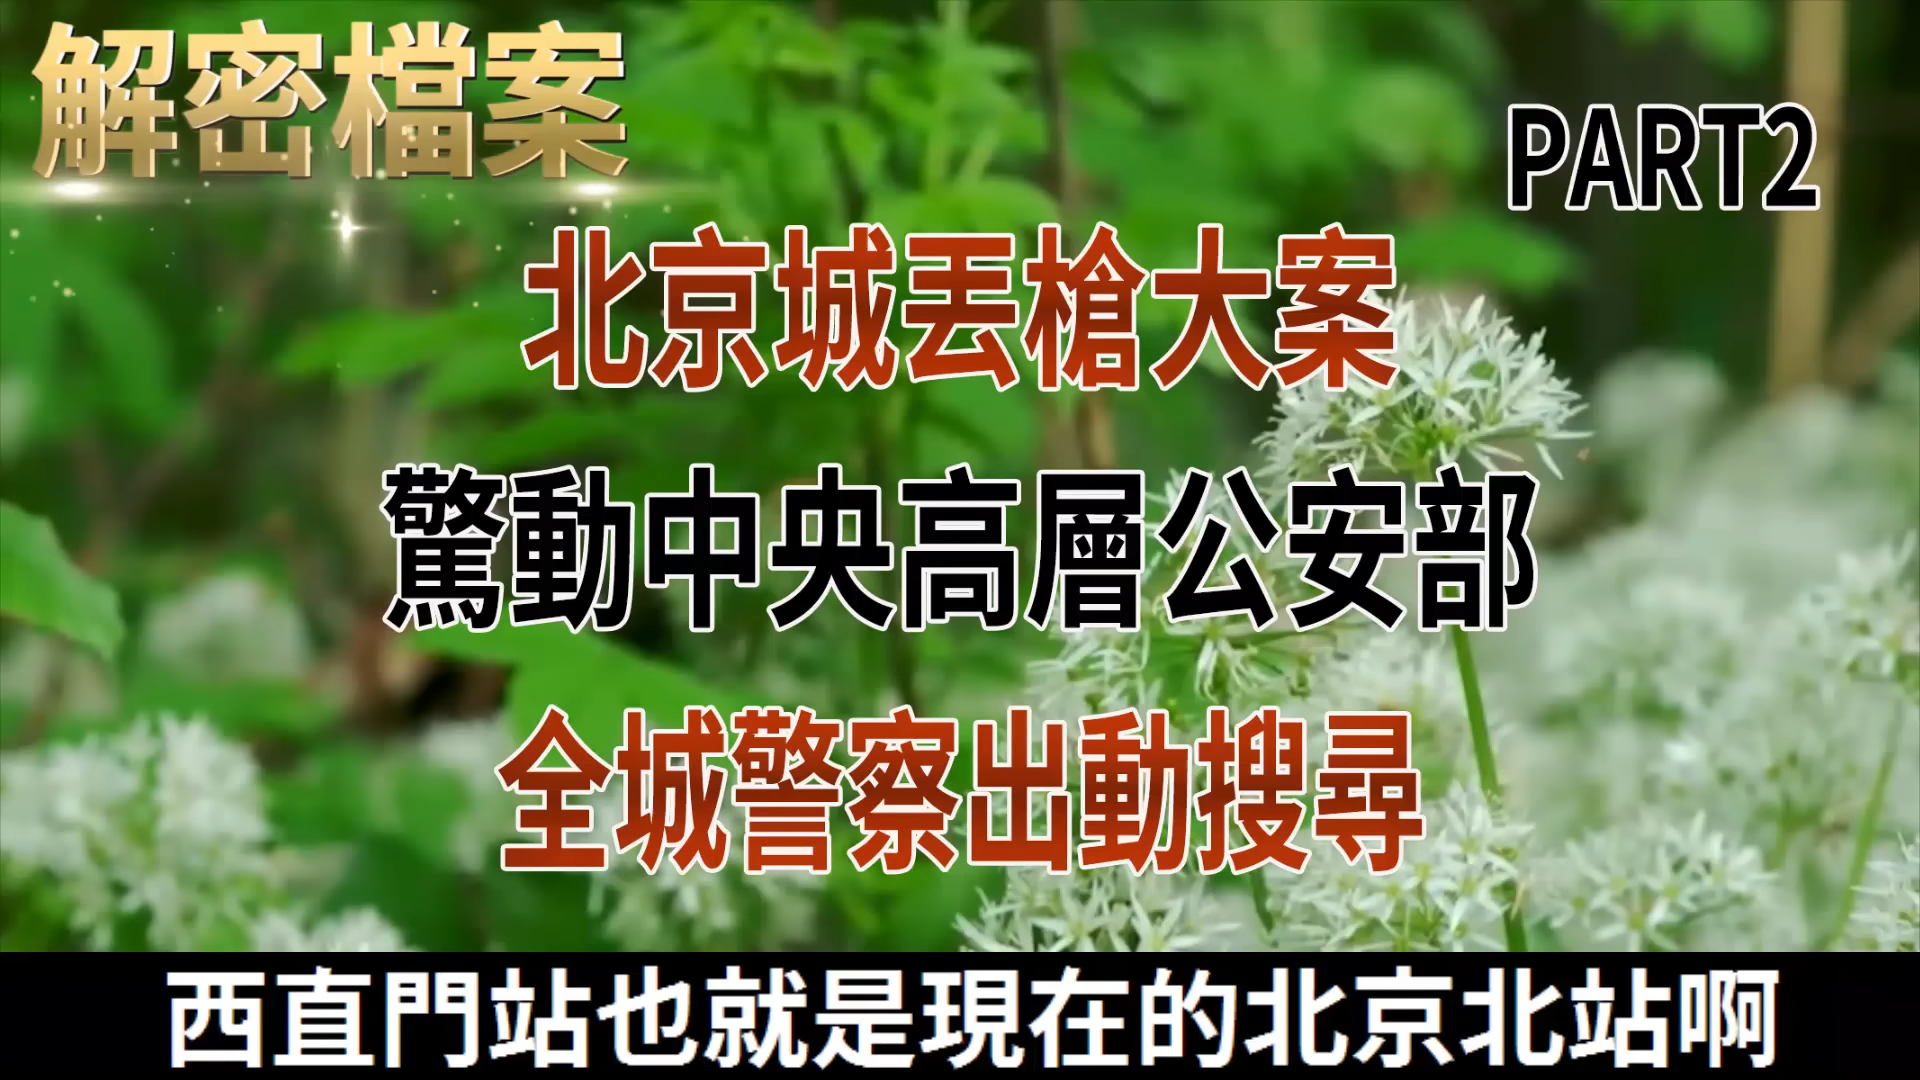 解密檔案
PART2
北京城丟槍大案
驚動中央高層公安部
全城警察出動搜尋
西直門站也就是現在的北京北站啊